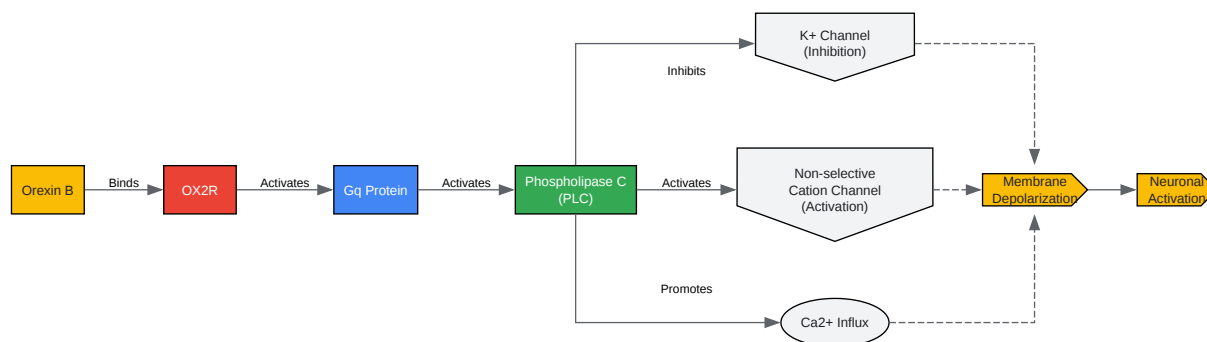 K+ Channel
(Inhibition)
Inhibits
Orexin B
Binds
OX2R
Activates
Gq Protein
Activates
Phospholipase C
(PLC)
Activates
Non-selective
Cation Channel
(Activation)
Membrane
Depolarization
Neuronal
Activation
Promotes
Ca2+ Influx